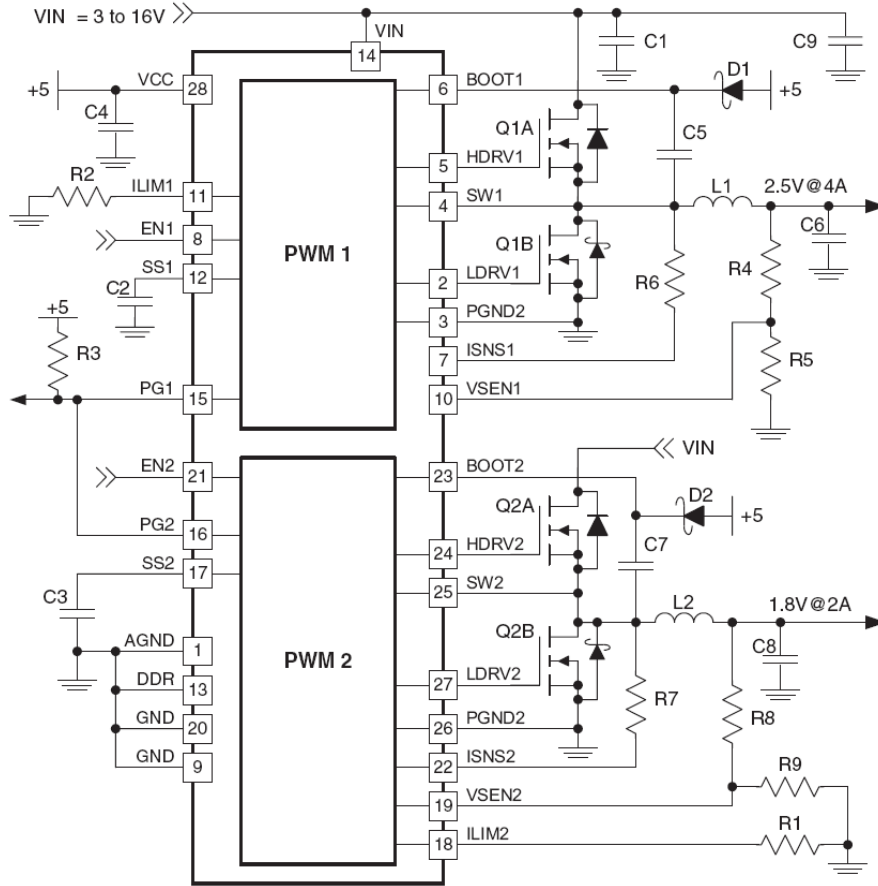 VIN = 3 to 16V
VIN
14
C1
C9
+5
VCC
28
6
BOOT1
D1
+5
C4
Q1A
C5
5
HDRV1
R2
ILIM1
11
4
SW1
L1
2.5V@4A
EN1
8
C6
PWM 1
Q1B
SS1
12
R4
C2
2
LDRV1
R6
+5
3
PGND2
R3
7
ISNS1
R5
PG1
15
10
VSEN1
VIN
EN2
21
23
BOOT2
D2
Q2A
+5
PG2
16
C7
24
HDRV2
SS2
17
25
SW2
C3
L2
1.8V@2A
Q2B
AGND
1
PWM 2
C8
DDR
13
27
LDRV2
R7
R8
GND
20
26
PGND2
GND
9
22
ISNS2
R9
19
VSEN2
R1
18
ILIM2